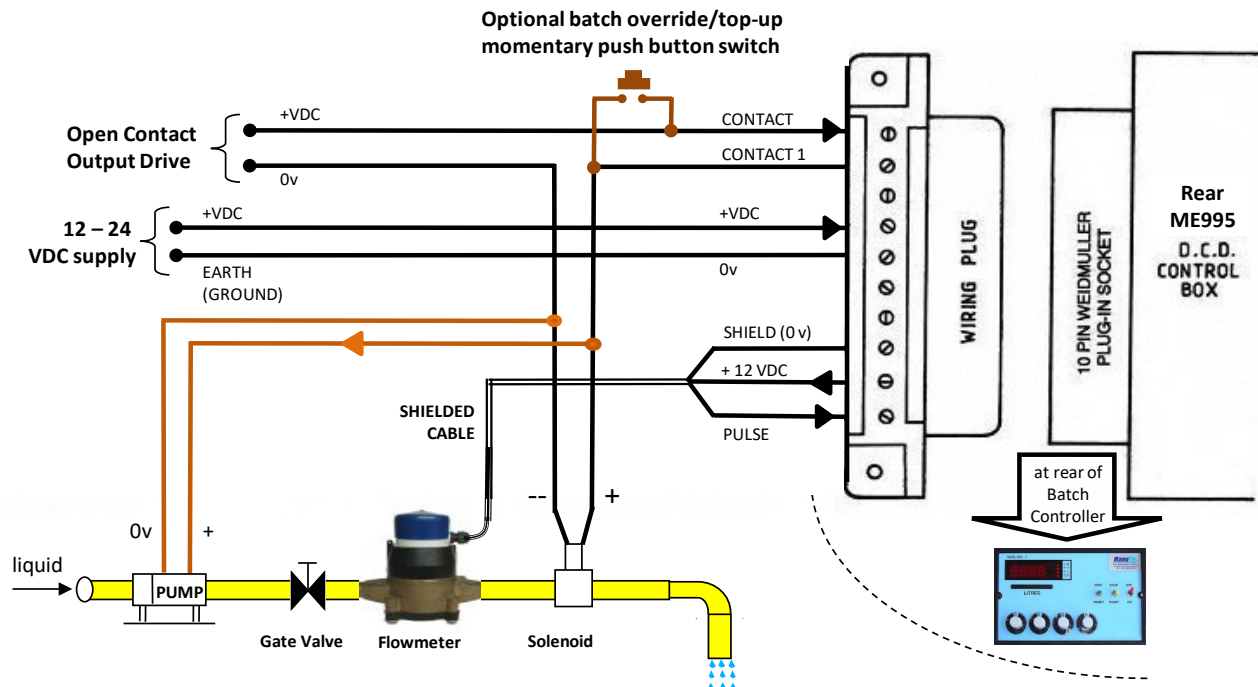 Optional batch override/top-up
momentary push button switch
Open Contact
Output Drive
+VDC
0v
CONTACT
CONTACT 1
12 – 24
VDC supply
+VDC
EARTH
(GROUND)
+VDC
0v
SHIELD (0 v)
+ 12 VDC
PULSE
SHIELDED
CABLE
WIRING PLUG
10 PIN WEIDMULLER
PLUG-IN SOCKET
Rear
ME995
D.C.D.
CONTROL
BOX
at rear of
Batch
Controller
LITRES
--
+
0v
+
liquid
PUMP
Gate Valve
Flowmeter
Solenoid